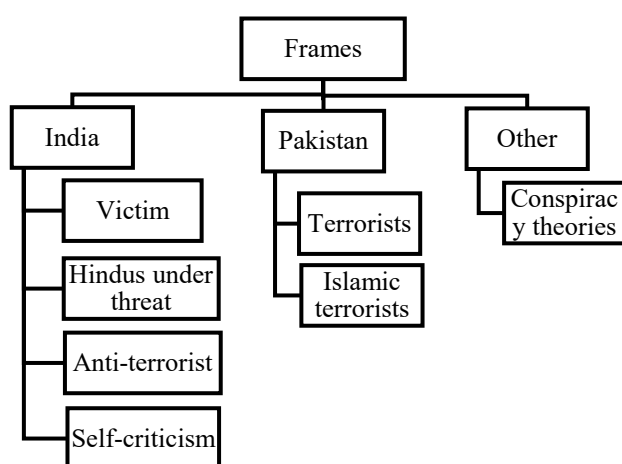 Frames
India
Pakistan
Other
Victim
Hindus under
threat
Anti-terrorist
Self-criticism
Terrorists
Islamic
terrorists
Conspirac
y theories